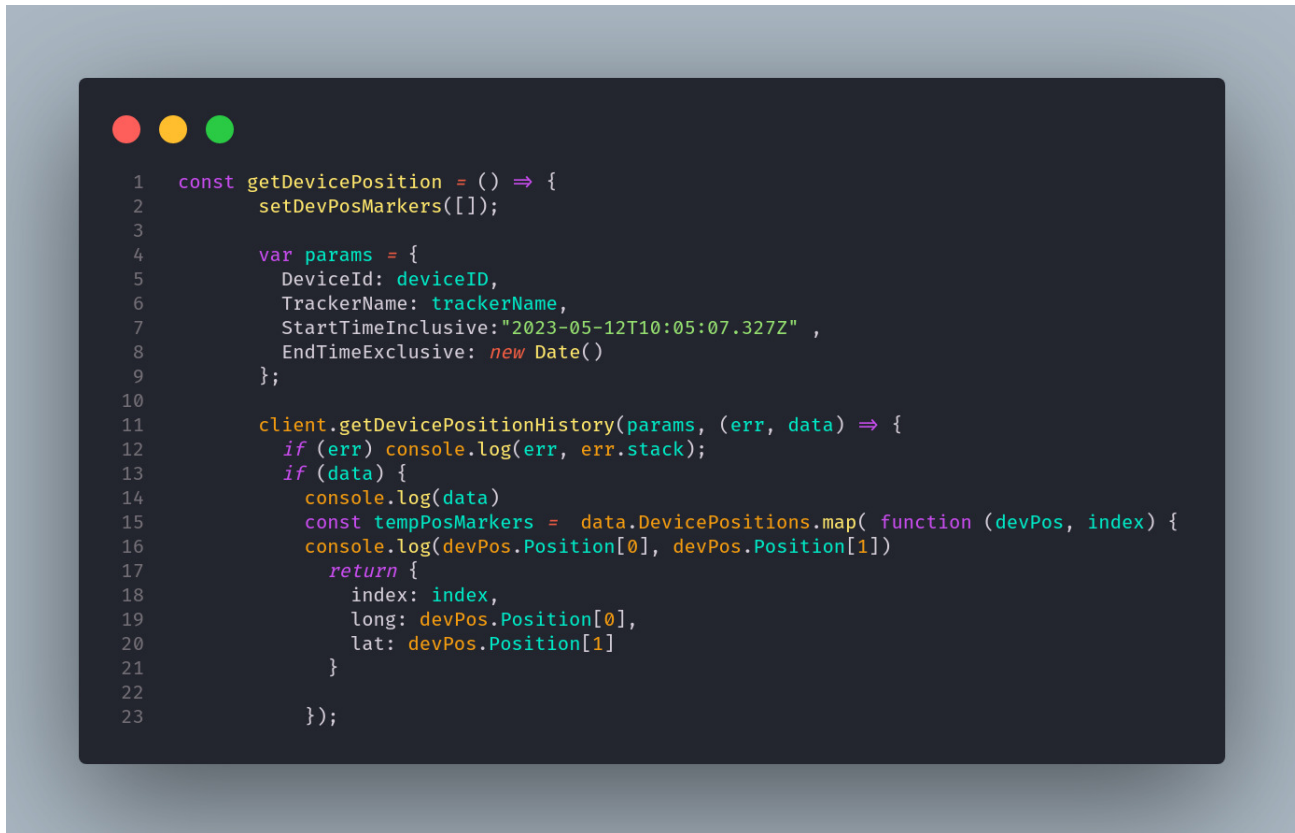 1 const getDevicePosition = () => {
2 setDevPosMarkers([]);
3
4 var params = {
5 DeviceId: deviceID,
6 TrackerName: trackerName,
7 StartTimeInclusive:"2023-05-12T10:05:07.327Z" ,
8 EndTimeExclusive: new Date()
9 };
10
11 client.getDevicePositionHistory(params, (err, data) => {
12 if (err) console.log(err, err.stack);
13 if (data) {
14 console.log(data)
15 const tempPosMarkers =  data.DevicePositions.map( function (devPos, index) {
16 console.log(devPos.Position[0], devPos.Position[1])
17 return {
18 index: index,
19 long: devPos.Position[0],
20 lat: devPos.Position[1]
21 }
22
23 });